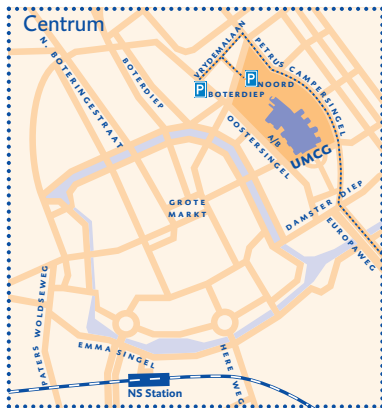 Centrum
N. BOTERINGESTRAAT
BOTERDIEP
VRYDEMALAAN
PETRUS CAMPERSINGEL
P NOORD
P BOTERDIEP
OOSTERSINGEL
A/B
UMCG
GROTE
MARKT
DAMSTER DIEP
EUROPAWEG
PATERS WOLDSEWEG
EMMA SINGEL
HERE WEG
NS Station